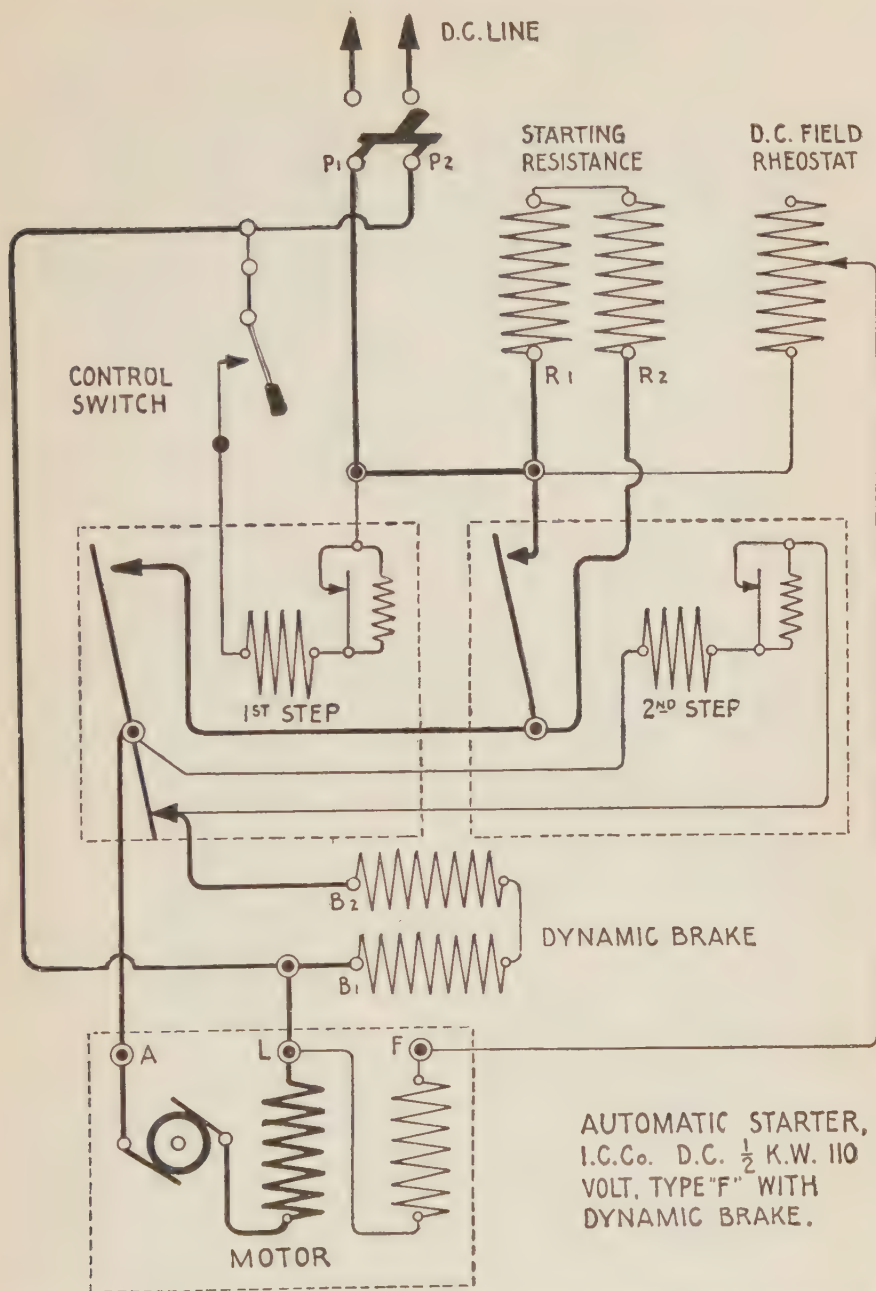 D.C. LINE
P1
P2
STARTING
RESISTANCE
D.C. FIELD
RHEOSTAT
R1
R2
CONTROL
SWITCH
1ST STEP
2ND STEP
B2
DYNAMIC BRAKE
B1
A
L
F
AUTOMATIC STARTER,
I.C.Co. D.C. ½ K.W. 110
VOLT, TYPE "F" WITH
DYNAMIC BRAKE.
MOTOR